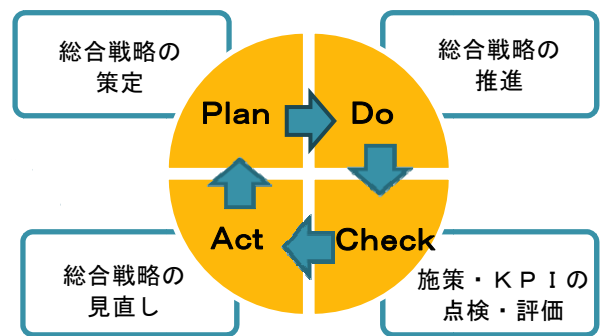 総合戦略の
策定
総合戦略の
推進
Plan
Do
Act
Check
総合戦略の
見直し
施策・ＫＰＩの
点検・評価